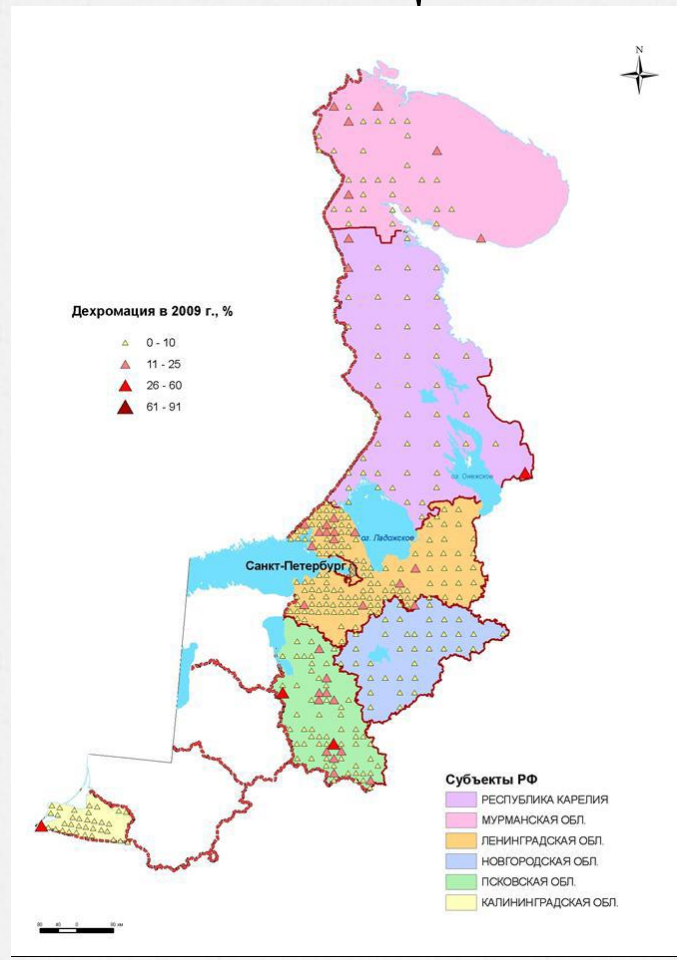 N
Дехромация в 2009 г., %
0 - 10
11 - 25
26 - 60
61 - 91
оз. Онежское
оз. Ладожское
Санкт-Петербург
Субъекты РФ
РЕСПУБЛИКА КАРЕЛИЯ
МУРМАНСКАЯ ОБЛ.
ЛЕНИНГРАДСКАЯ ОБЛ.
НОВГОРОДСКАЯ ОБЛ.
ПСКОВСКАЯ ОБЛ.
КАЛИНИНГРАДСКАЯ ОБЛ.